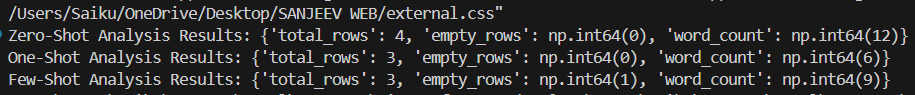 /Users/Saiku/OneDrive/Desktop/SANJEEV WEB/external.css"
Zero-Shot Analysis Results: {'total_rows': 4, 'empty_rows': np.int64(0), 'word_count': np.int64(12)}
One-Shot Analysis Results: {'total_rows': 3, 'empty_rows': np.int64(0), 'word_count': np.int64(6)}
Few-Shot Analysis Results: {'total_rows': 3, 'empty_rows': np.int64(1), 'word_count': np.int64(9)}